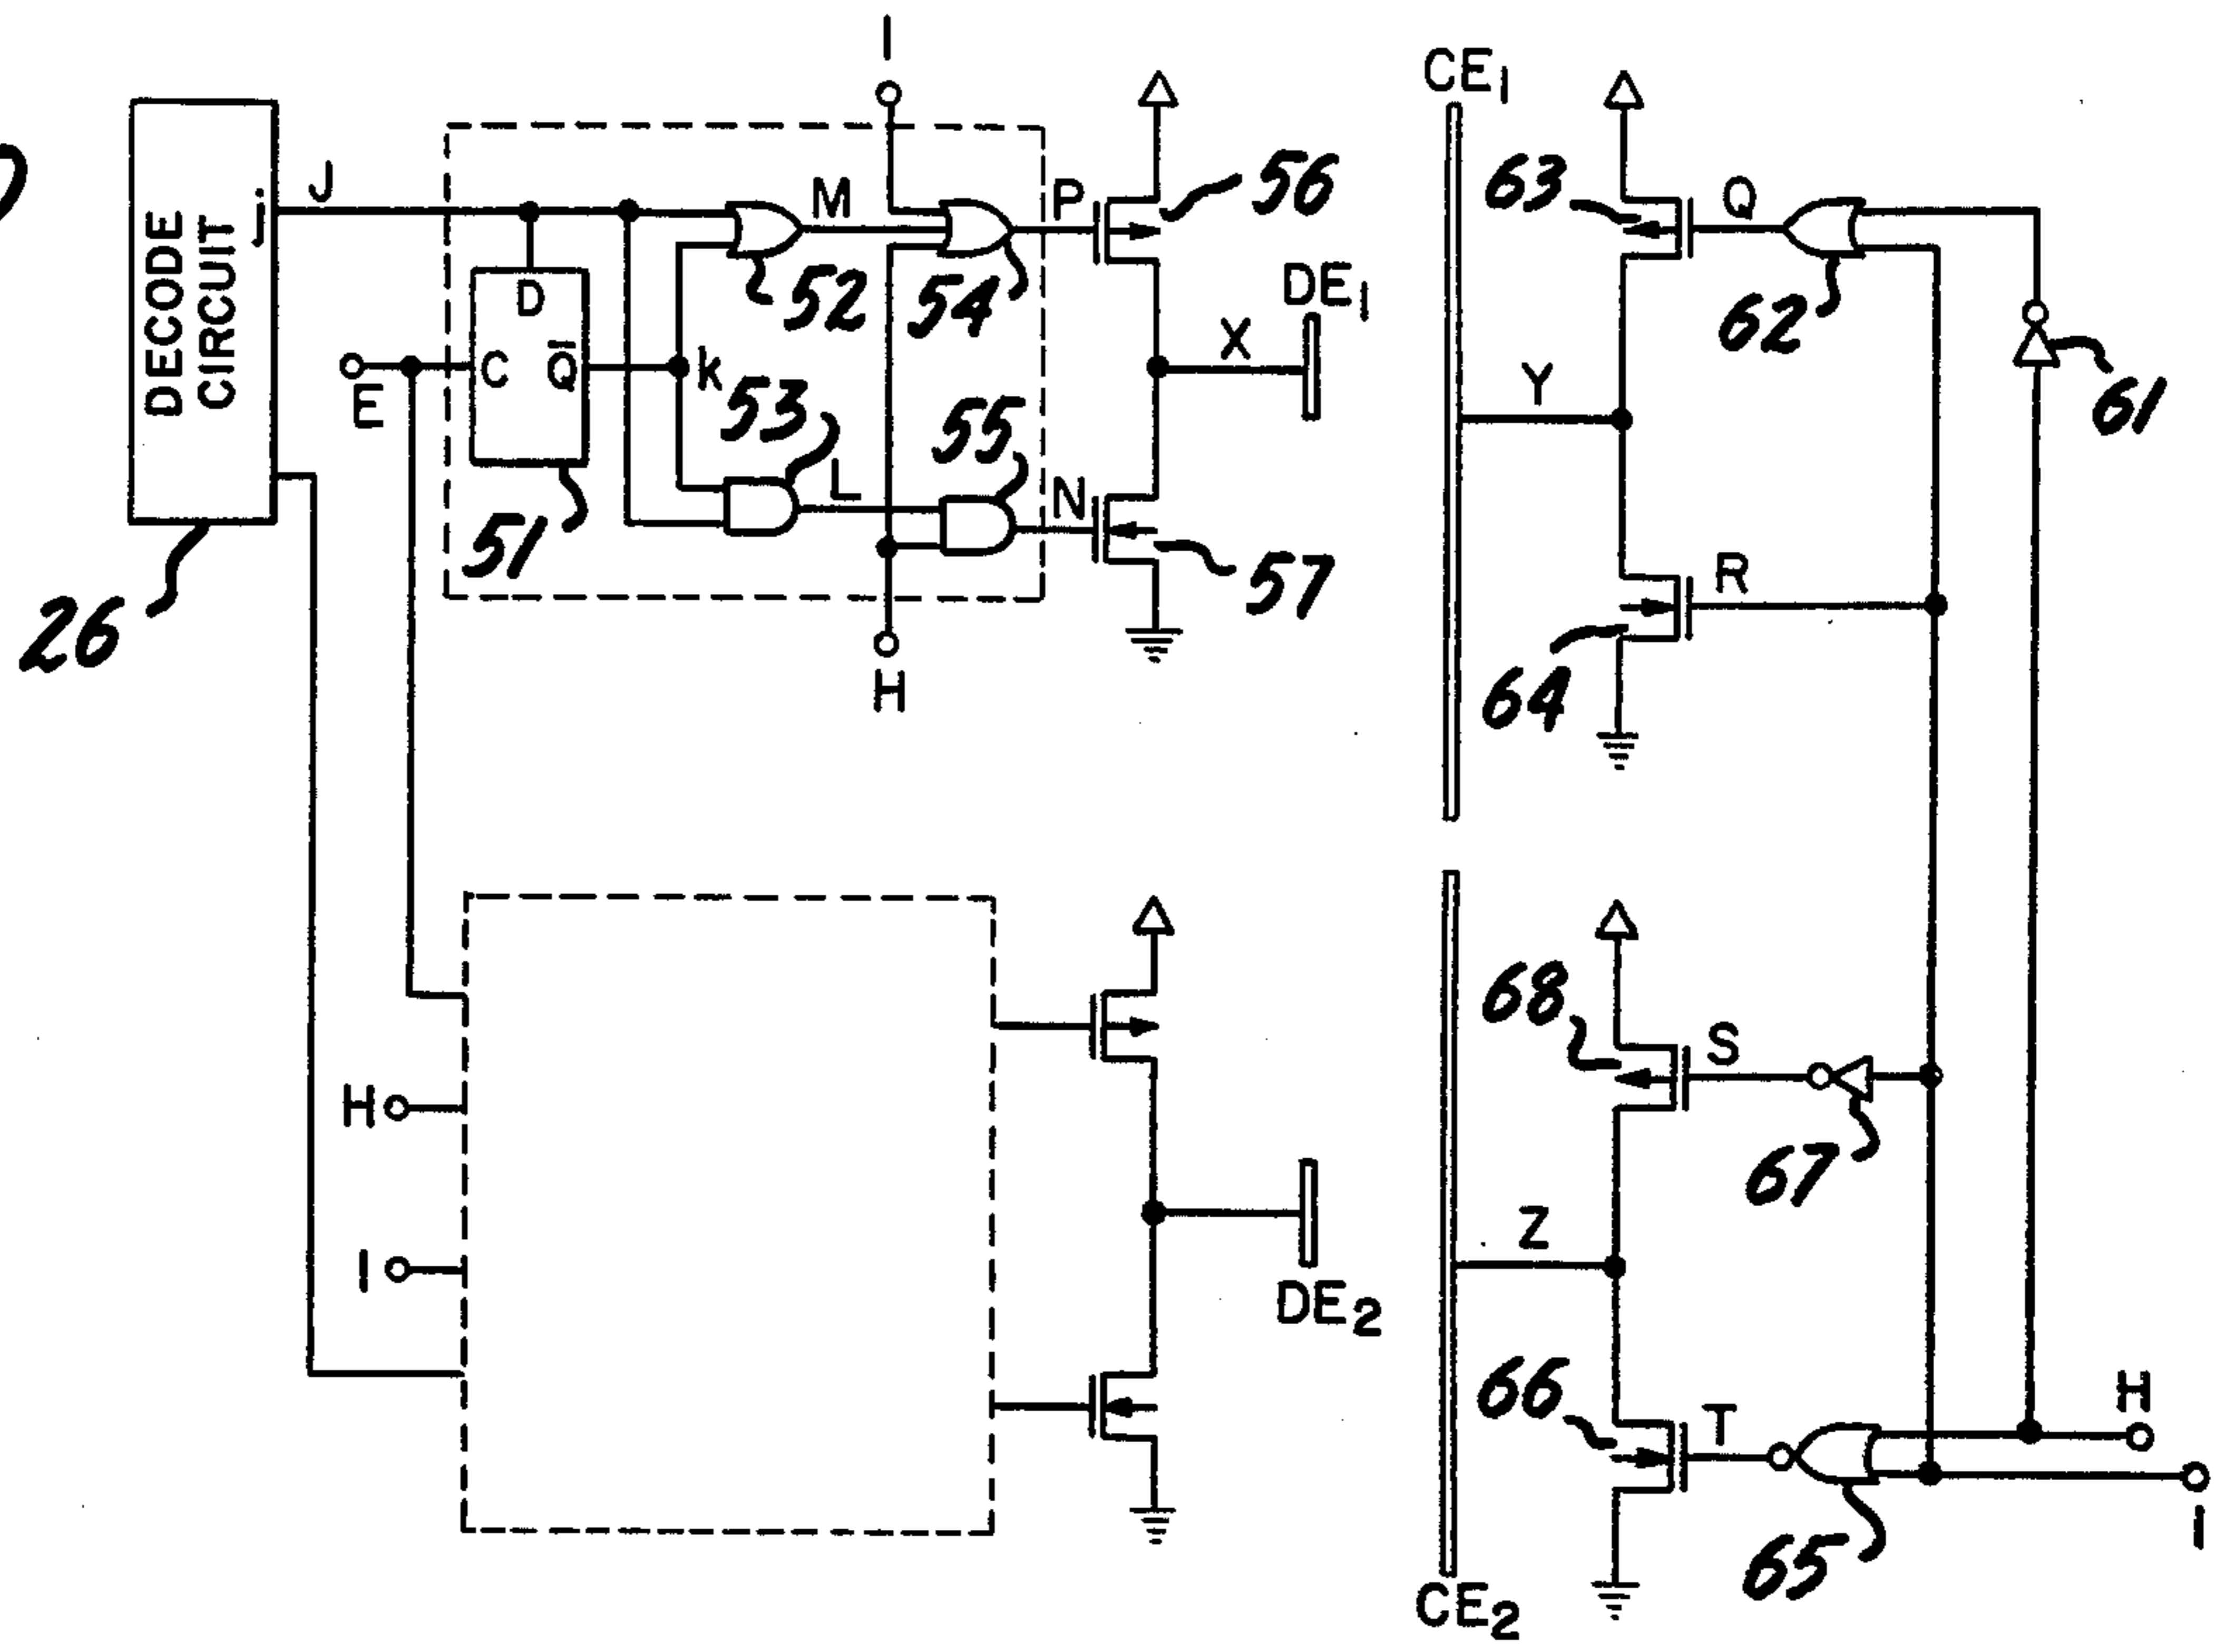 I
CE1
DECODE
CIRCUIT
j
J
M
P
56
63
Q
D
52
54
DE1
62
E
C
Q̅
k
X
Y
61
53
55
L
51
N
57
R
26
H
64
68
S
H
67
I
Z
DE2
66
T
H
65
I
CE2